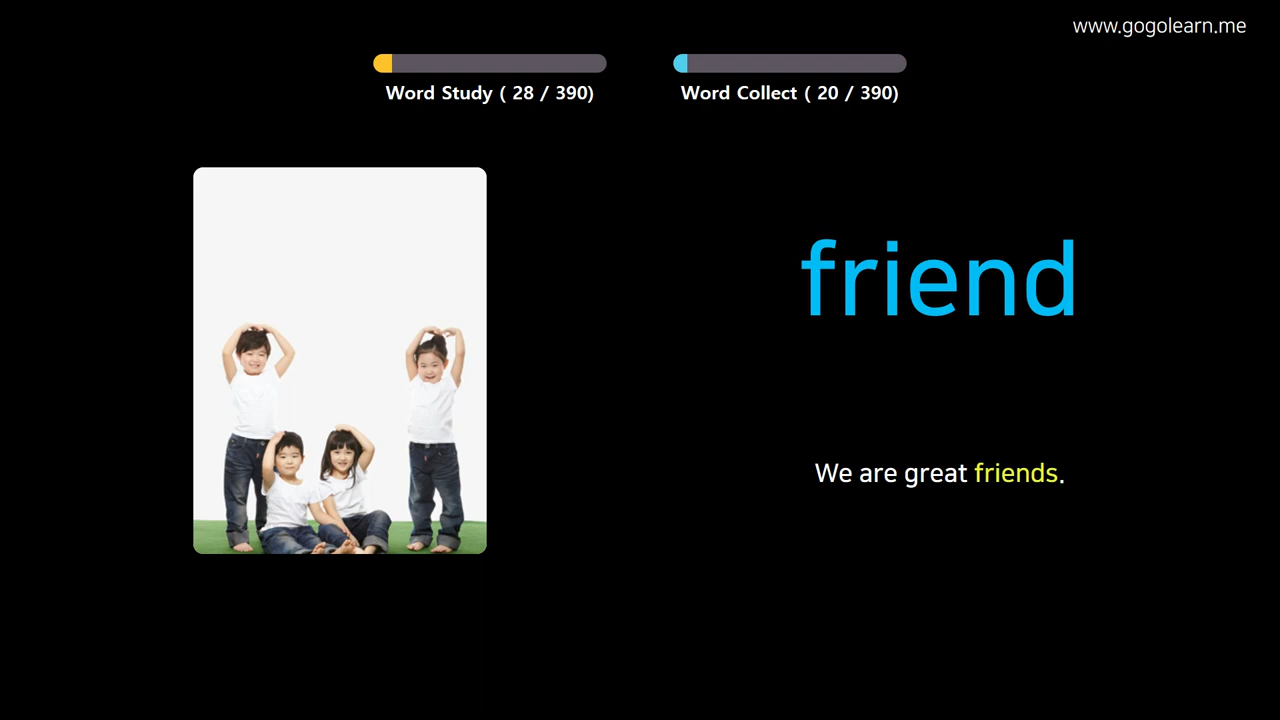 www.gogolearn.me
Word Study ( 28 / 390)
Word Collect ( 20 / 390)
friend
We are great friends.